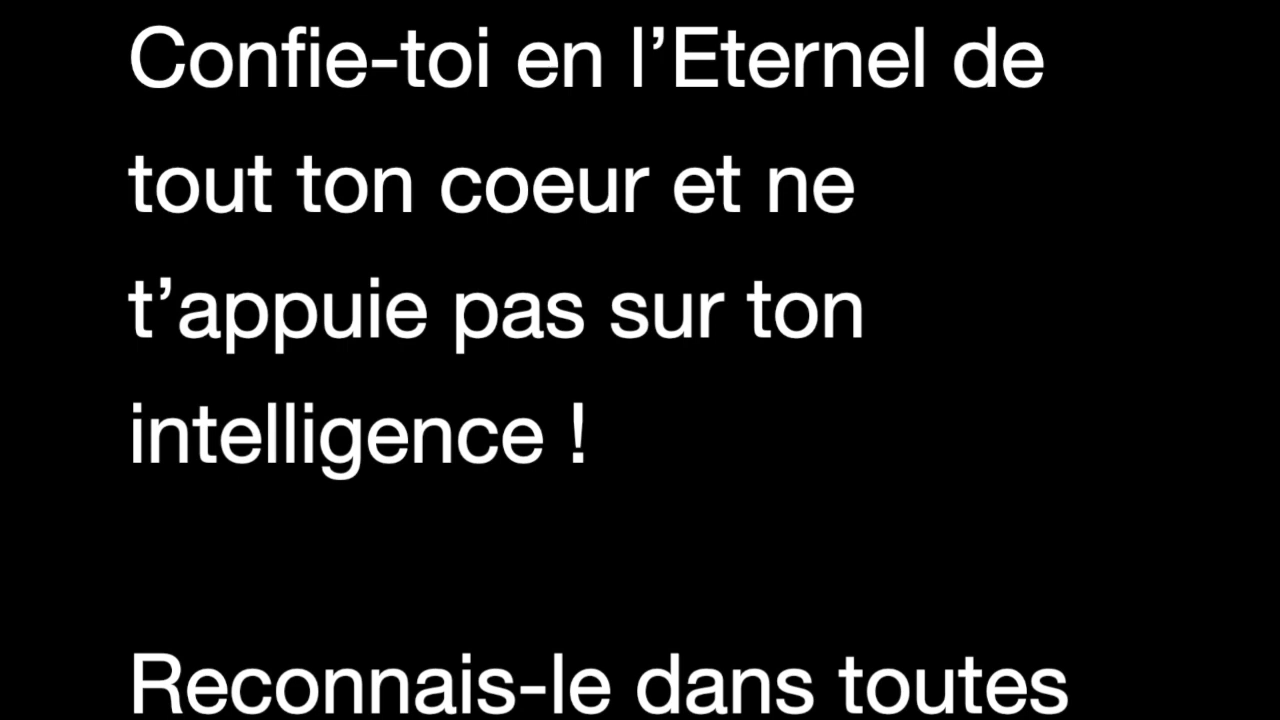 Confie-toi en l’Eternel de
tout ton coeur et ne
t’appuie pas sur ton
intelligence !
Reconnais-le dans toutes